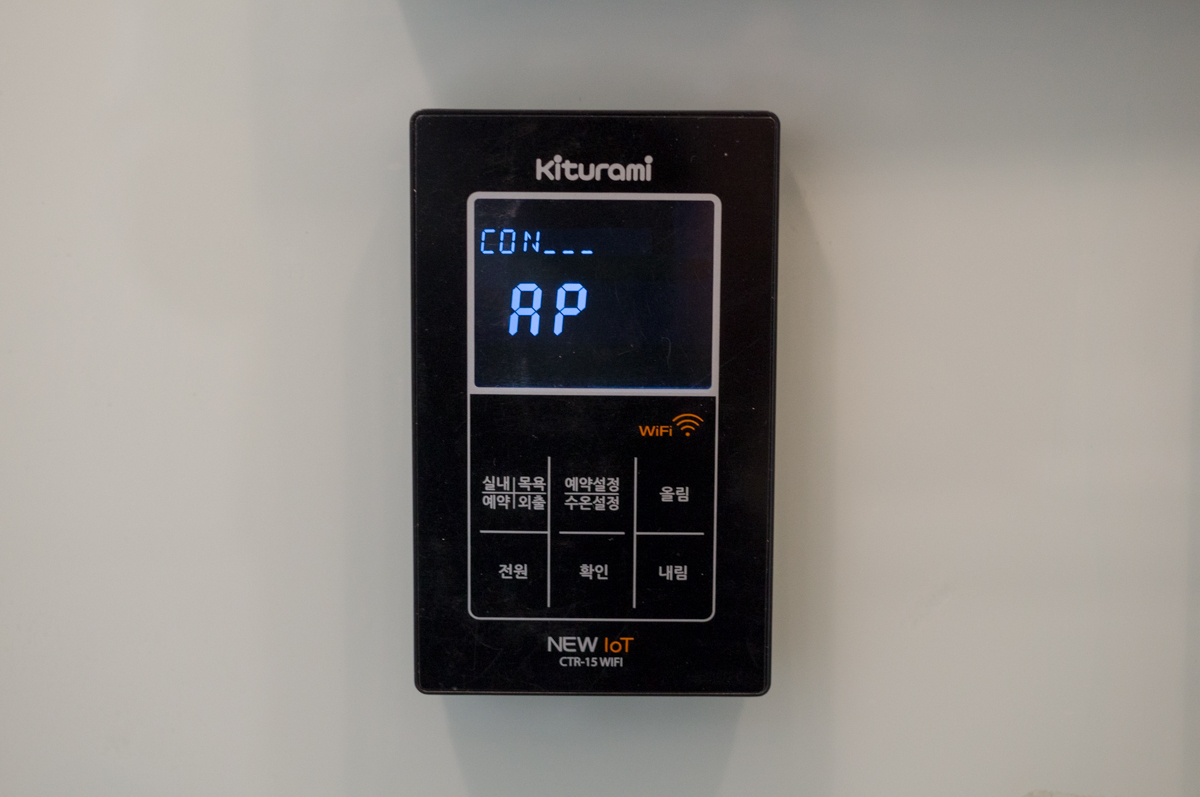 Kiturami
CON___
AP
WiFi
실내|목욕 예약설정 올림
예약|외출 수온설정
전원 확인 내림
NEW IoT
CTR-15 WIFI